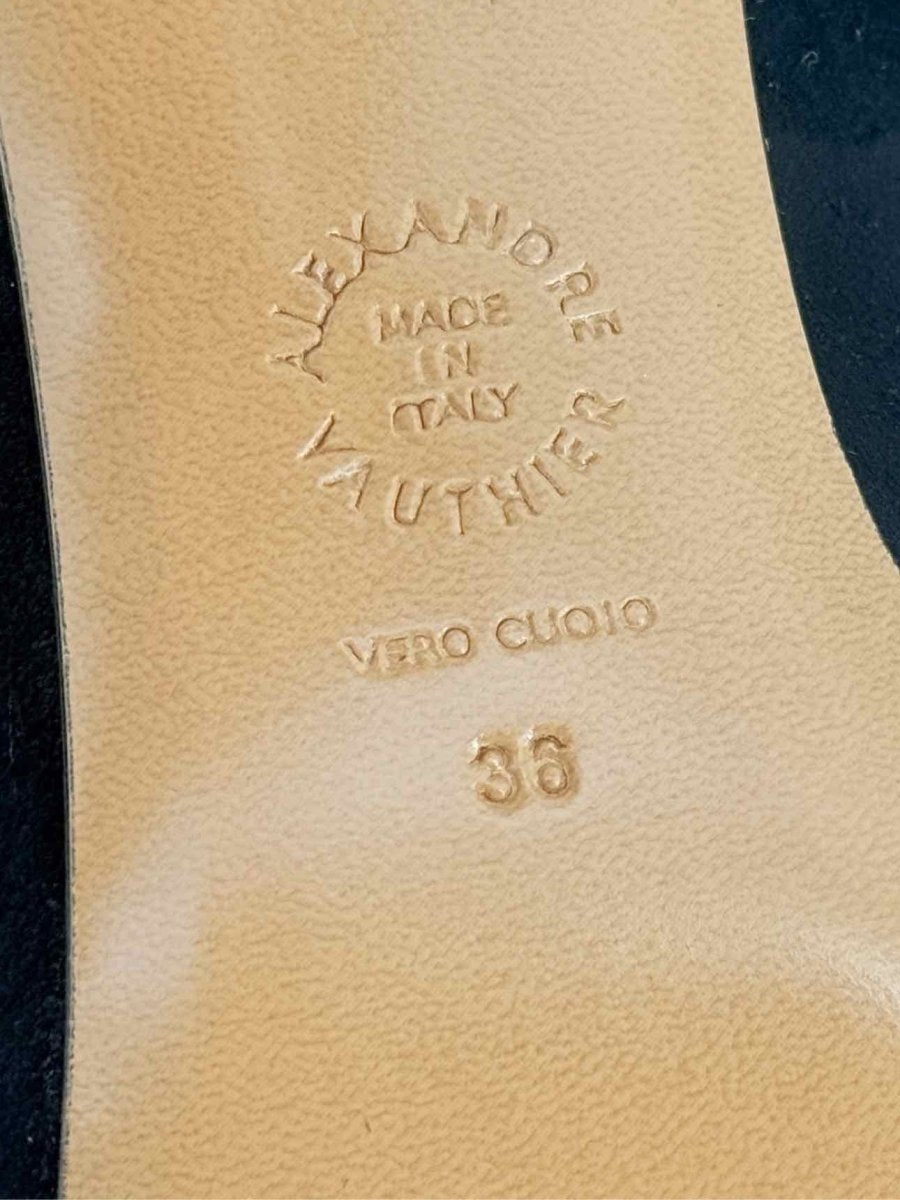 ALEXANDRE
MADE
IN
ITALY
VAUTHIER
VERO CUOIO
36